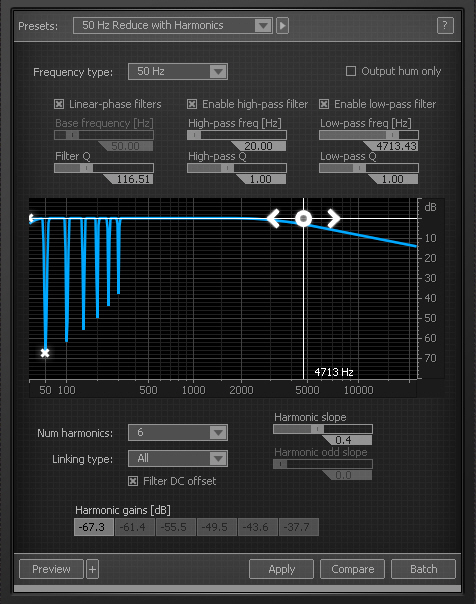 Presets: 50 Hz Reduce with Harmonics ?
Frequency type: 50 Hz Output hum only
Linear-phase filters Enable high-pass filter Enable low-pass filter
Base frequency [Hz] High-pass freq [Hz] Low-pass freq [Hz]
50.00 20.00 4713.43
Filter Q High-pass Q Low-pass Q
116.51 1.00 1.00
dB
10
20
30
40
50
60
70
4713 Hz
50 100 500 1000 2000 5000 10000
Harmonic slope
Num harmonics: 6 0.4
Linking type: All Harmonic odd slope
0.0
Filter DC offset
Harmonic gains [dB]
-67.3 -61.4 -55.5 -49.5 -43.6 -37.7
Preview + Apply Compare Batch